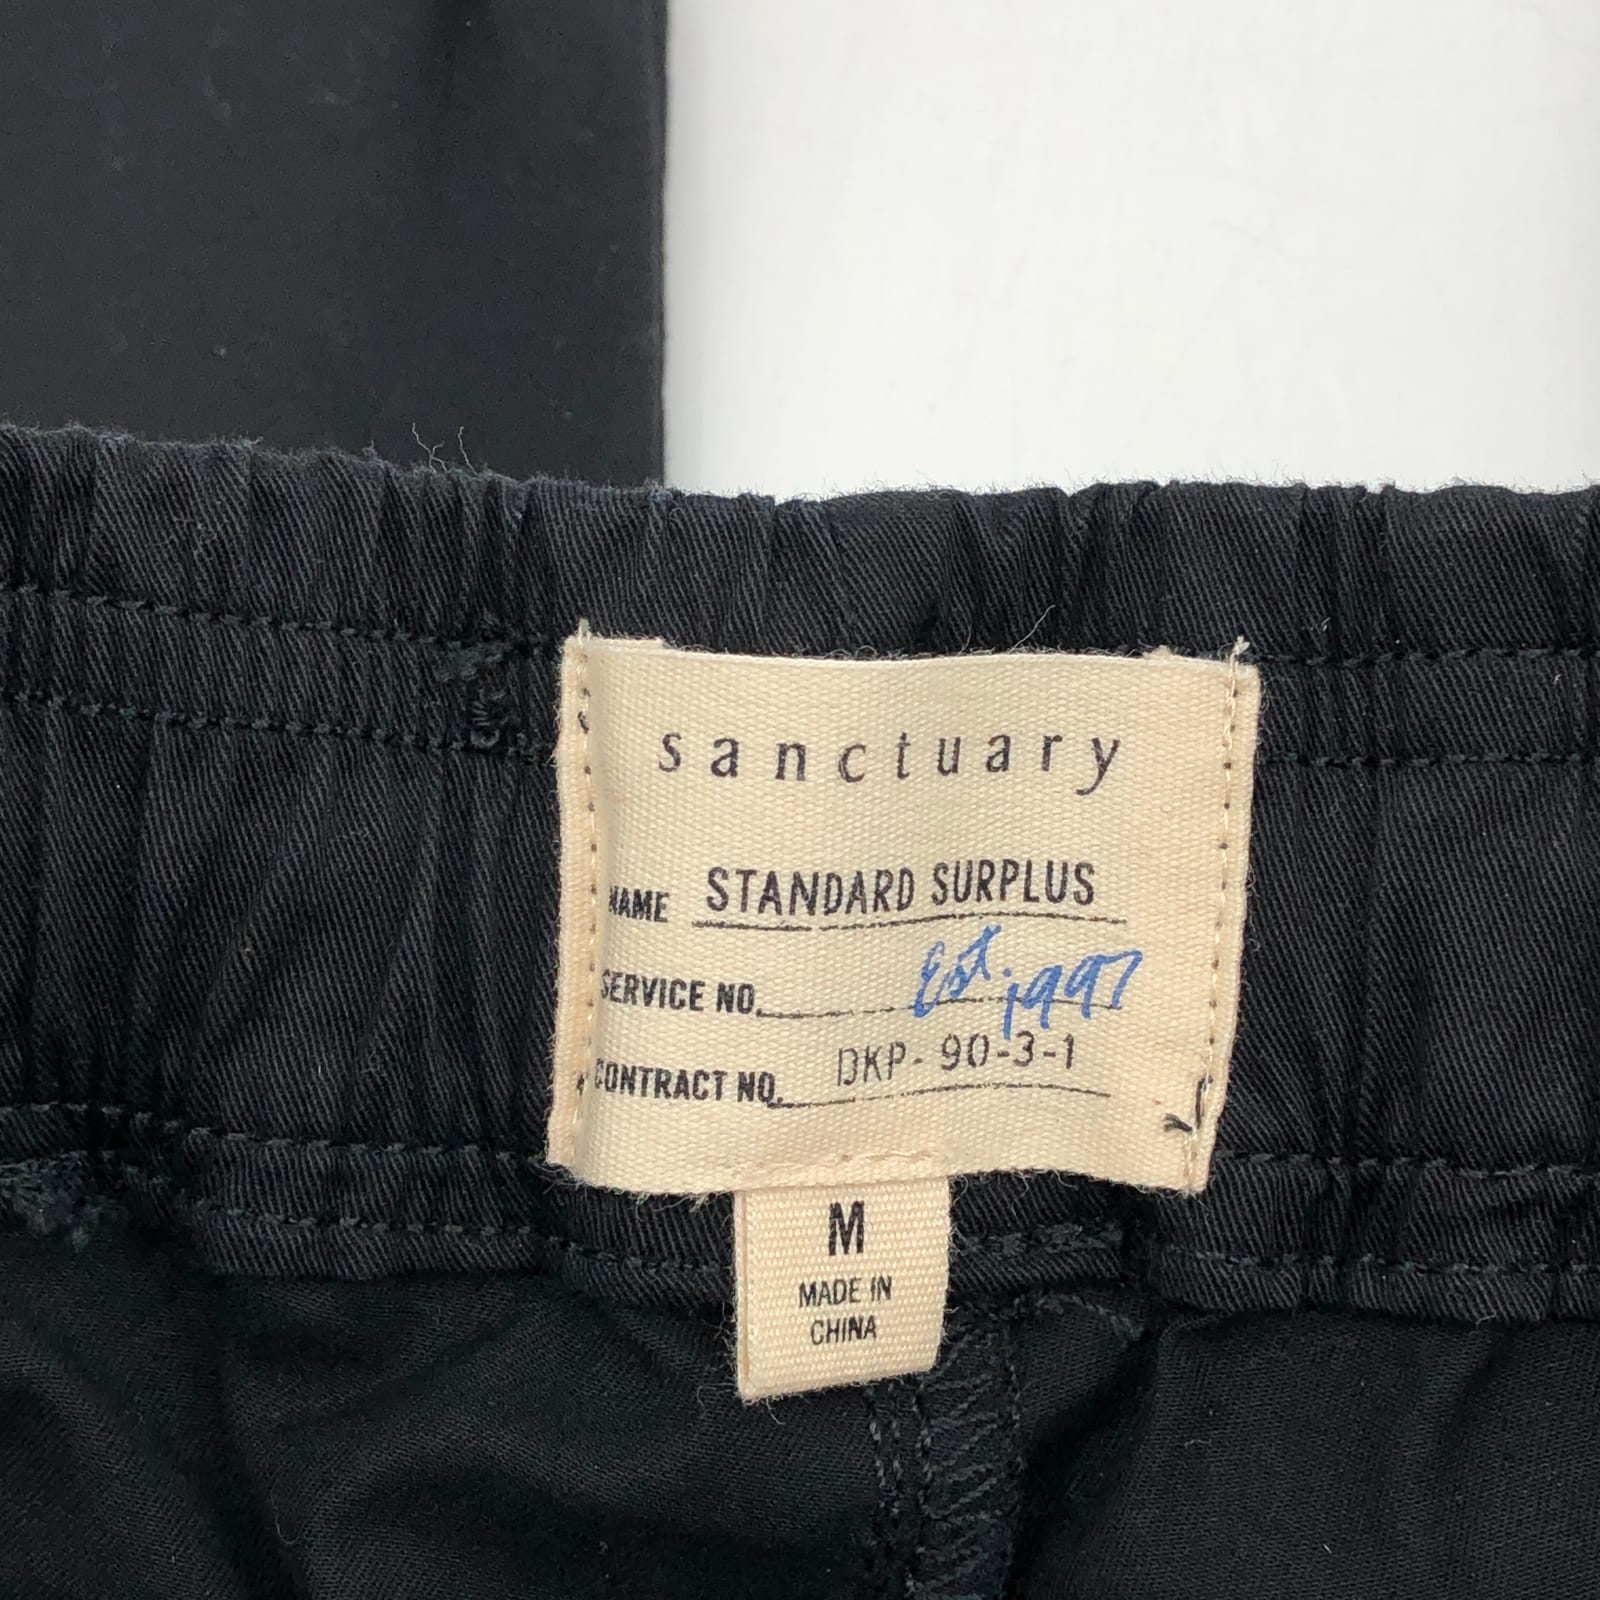 sanctuary
NAME STANDARD SURPLUS
SERVICE NO. Est. 1997
CONTRACT NO. DKP-90-3-1
M
MADE IN
CHINA